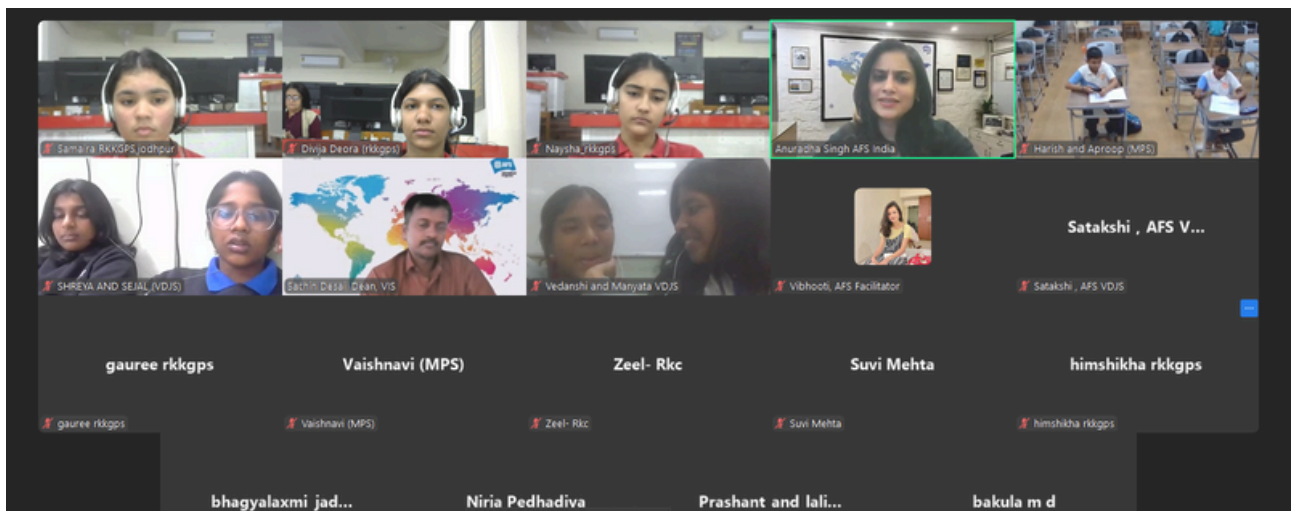 Samaira RKKGPS jodhpur
Divija Deora (rkkgps)
Naysha_rkkgps
Anuradha Singh AFS India
Harish and Aproop (MPS)
AFS
SHREYA AND SEJAL (VDJS)
Sachin Desai Dean, VIS
Vedanshi and Manyata VDJS
Vibhooti, AFS Facilitator
Satakshi , AFS V...
Satakshi , AFS VDJS
gauree rkkgps
Vaishnavi (MPS)
Zeel- Rkc
Suvi Mehta
himshikha rkkgps
gauree rkkgps
Vaishnavi (MPS)
Zeel- Rkc
Suvi Mehta
himshikha rkkgps
bhagyalaxmi jad...
Niria Pedhadiva
Prashant and lali...
bakula m d